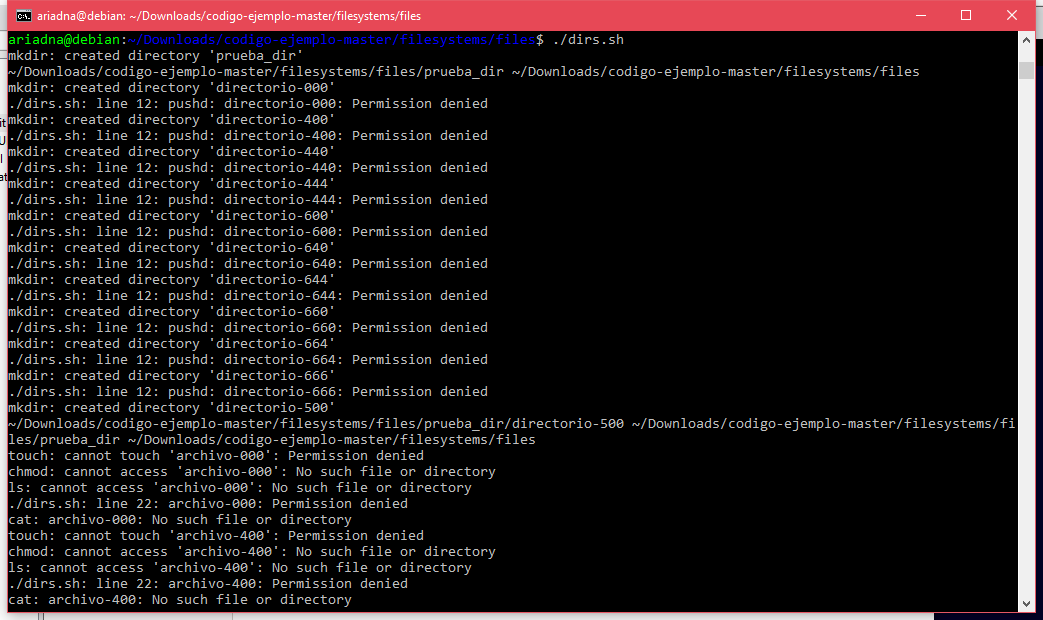 ariadna@debian: ~/Downloads/codigo-ejemplo-master/filesystems/files
ariadna@debian:~/Downloads/codigo-ejemplo-master/filesystems/files$ ./dirs.sh
mkdir: created directory 'prueba_dir'
~/Downloads/codigo-ejemplo-master/filesystems/files/prueba_dir ~/Downloads/codigo-ejemplo-master/filesystems/files
mkdir: created directory 'directorio-000'
./dirs.sh: line 12: pushd: directorio-000: Permission denied
mkdir: created directory 'directorio-400'
./dirs.sh: line 12: pushd: directorio-400: Permission denied
mkdir: created directory 'directorio-440'
./dirs.sh: line 12: pushd: directorio-440: Permission denied
mkdir: created directory 'directorio-444'
./dirs.sh: line 12: pushd: directorio-444: Permission denied
mkdir: created directory 'directorio-600'
./dirs.sh: line 12: pushd: directorio-600: Permission denied
mkdir: created directory 'directorio-640'
./dirs.sh: line 12: pushd: directorio-640: Permission denied
mkdir: created directory 'directorio-644'
./dirs.sh: line 12: pushd: directorio-644: Permission denied
mkdir: created directory 'directorio-660'
./dirs.sh: line 12: pushd: directorio-660: Permission denied
mkdir: created directory 'directorio-664'
./dirs.sh: line 12: pushd: directorio-664: Permission denied
mkdir: created directory 'directorio-666'
./dirs.sh: line 12: pushd: directorio-666: Permission denied
mkdir: created directory 'directorio-500'
~/Downloads/codigo-ejemplo-master/filesystems/files/prueba_dir/directorio-500 ~/Downloads/codigo-ejemplo-master/filesystems/fi
les/prueba_dir ~/Downloads/codigo-ejemplo-master/filesystems/files
touch: cannot touch 'archivo-000': Permission denied
chmod: cannot access 'archivo-000': No such file or directory
ls: cannot access 'archivo-000': No such file or directory
./dirs.sh: line 22: archivo-000: Permission denied
cat: archivo-000: No such file or directory
touch: cannot touch 'archivo-400': Permission denied
chmod: cannot access 'archivo-400': No such file or directory
ls: cannot access 'archivo-400': No such file or directory
./dirs.sh: line 22: archivo-400: Permission denied
cat: archivo-400: No such file or directory